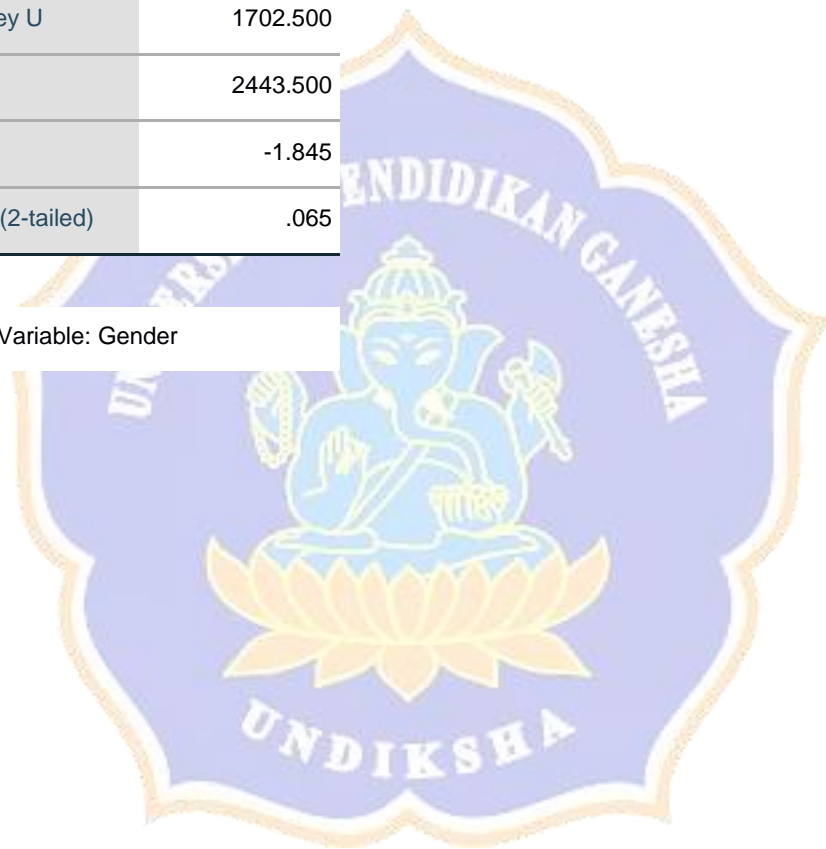 ey U 1702.500
2443.500
-1.845
(2-tailed) .065
Variable: Gender
ENDIDIKAN GANESHA
UNDIKSHA